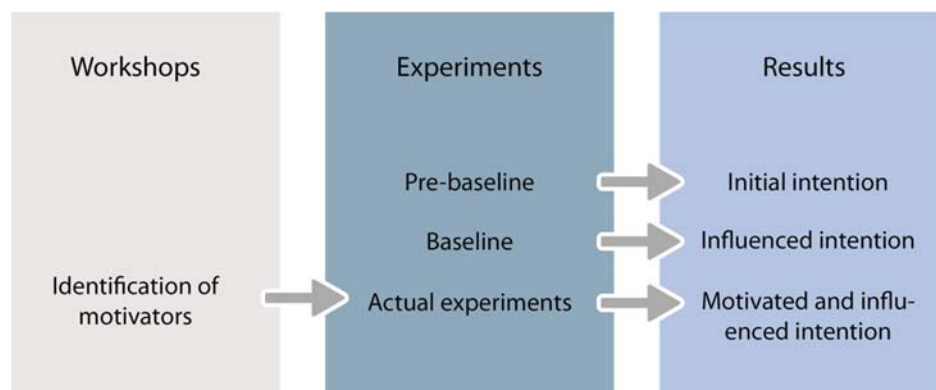 Workshops
Experiments
Results
Pre-baseline
Initial intention
Baseline
Influenced intention
Identification of
motivators
Actual experiments
Motivated and influ-
enced intention